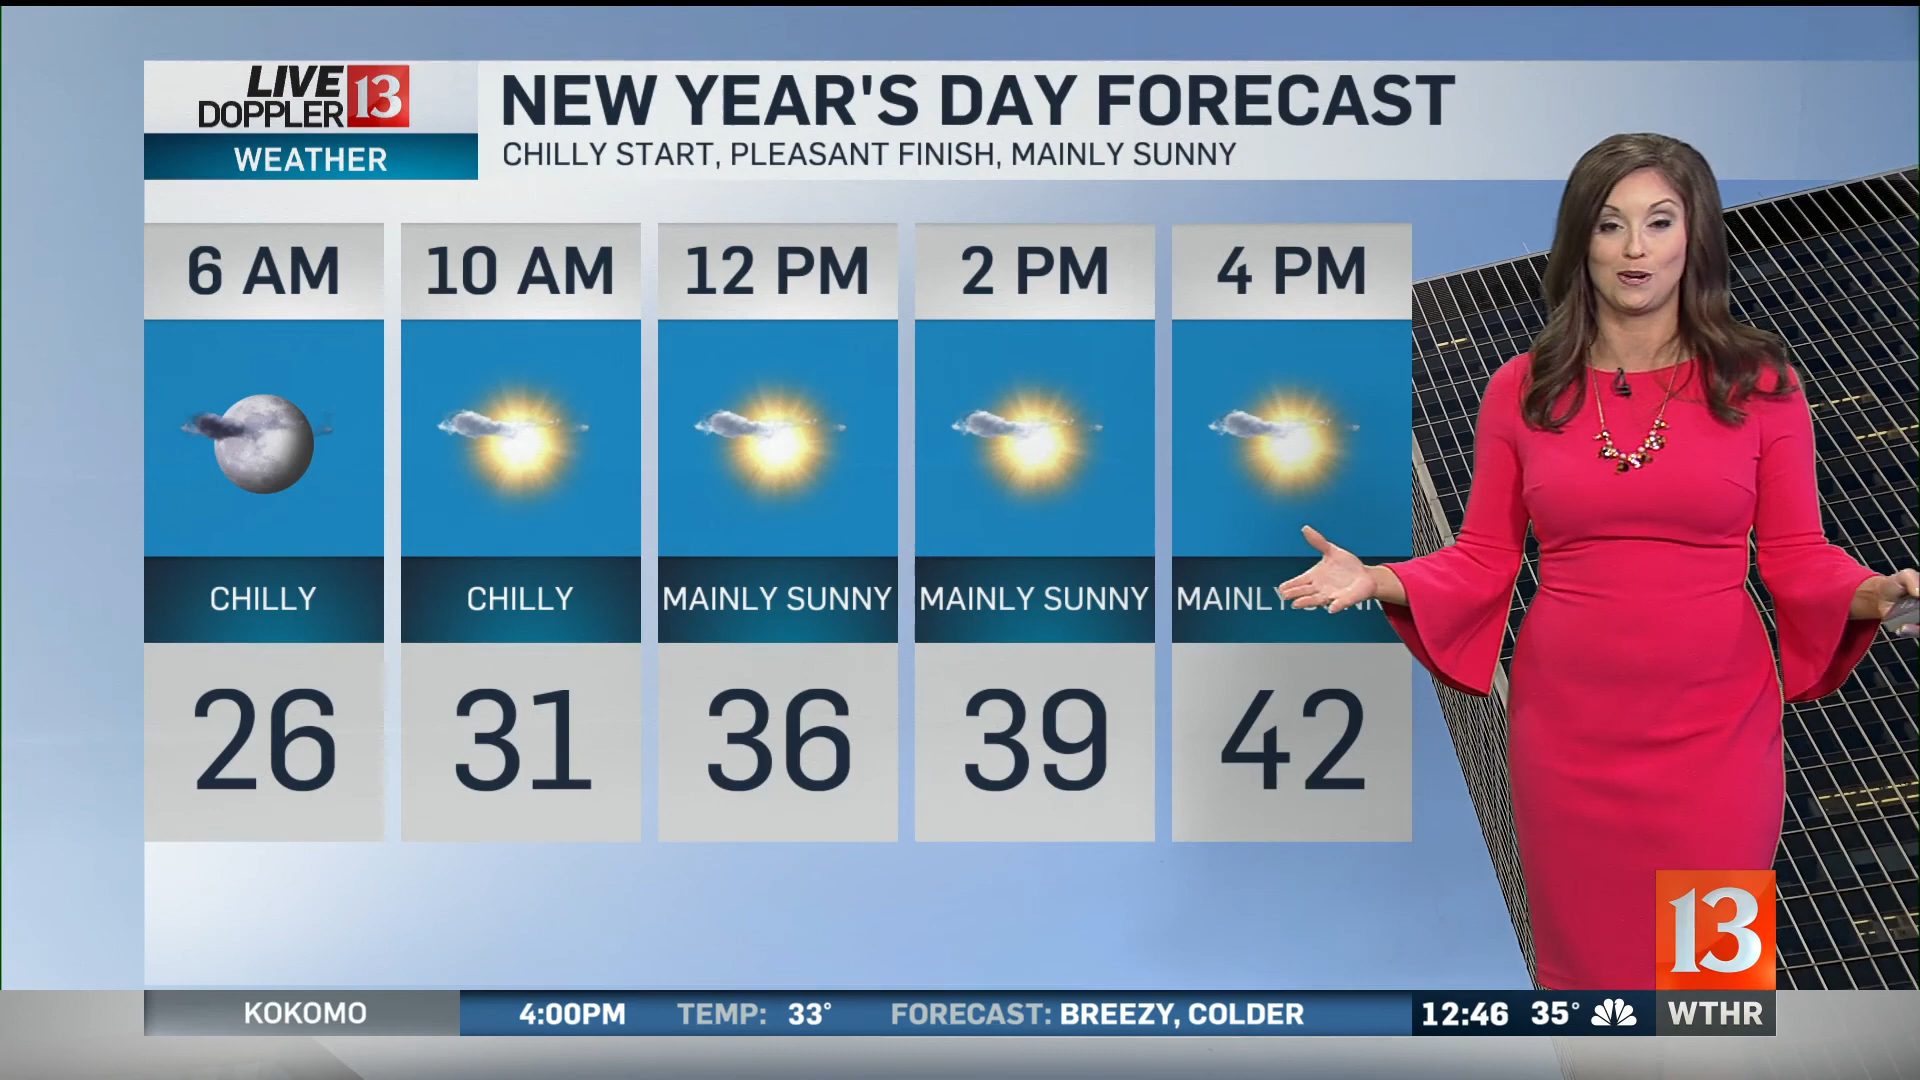 LIVE
DOPPLER 13
WEATHER
NEW YEAR'S DAY FORECAST
CHILLY START, PLEASANT FINISH, MAINLY SUNNY
6 AM 10 AM 12 PM 2 PM 4 PM
CHILLY CHILLY MAINLY SUNNY MAINLY SUNNY MAINLY
26 31 36 39 42
13
KOKOMO 4:00PM TEMP: 33° FORECAST: BREEZY, COLDER 12:46 35° WTHR